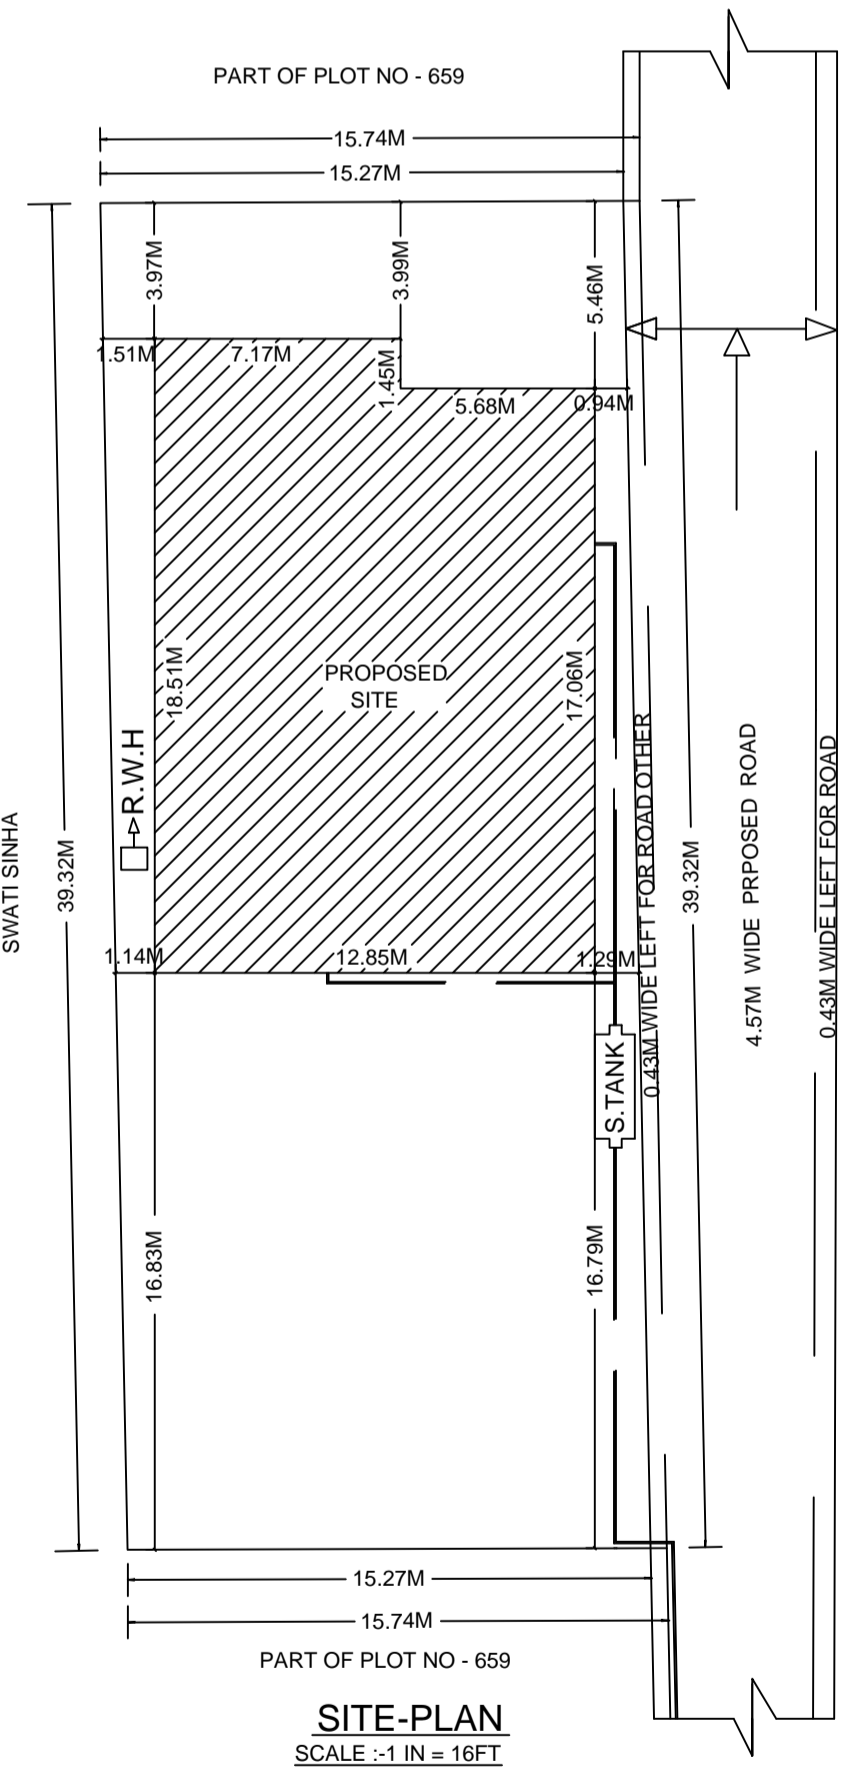 PART OF PLOT NO - 659
15.74M
15.27M
3.97M
3.99M
5.46M
1.51M
7.17M
1.45M
5.68M
0.94M
18.51M
PROPOSED
SITE
17.06M
R.W.H
SWATI SINHA
39.32M
0.43M WIDE LEFT FOR ROAD OTHER
39.32M
4.57M WIDE PRPOSED ROAD
0.43M WIDE LEFT FOR ROAD
1.14M
12.85M
1.29M
S.TANK
16.83M
16.79M
15.27M
15.74M
PART OF PLOT NO - 659
SITE-PLAN
SCALE :-1 IN = 16FT